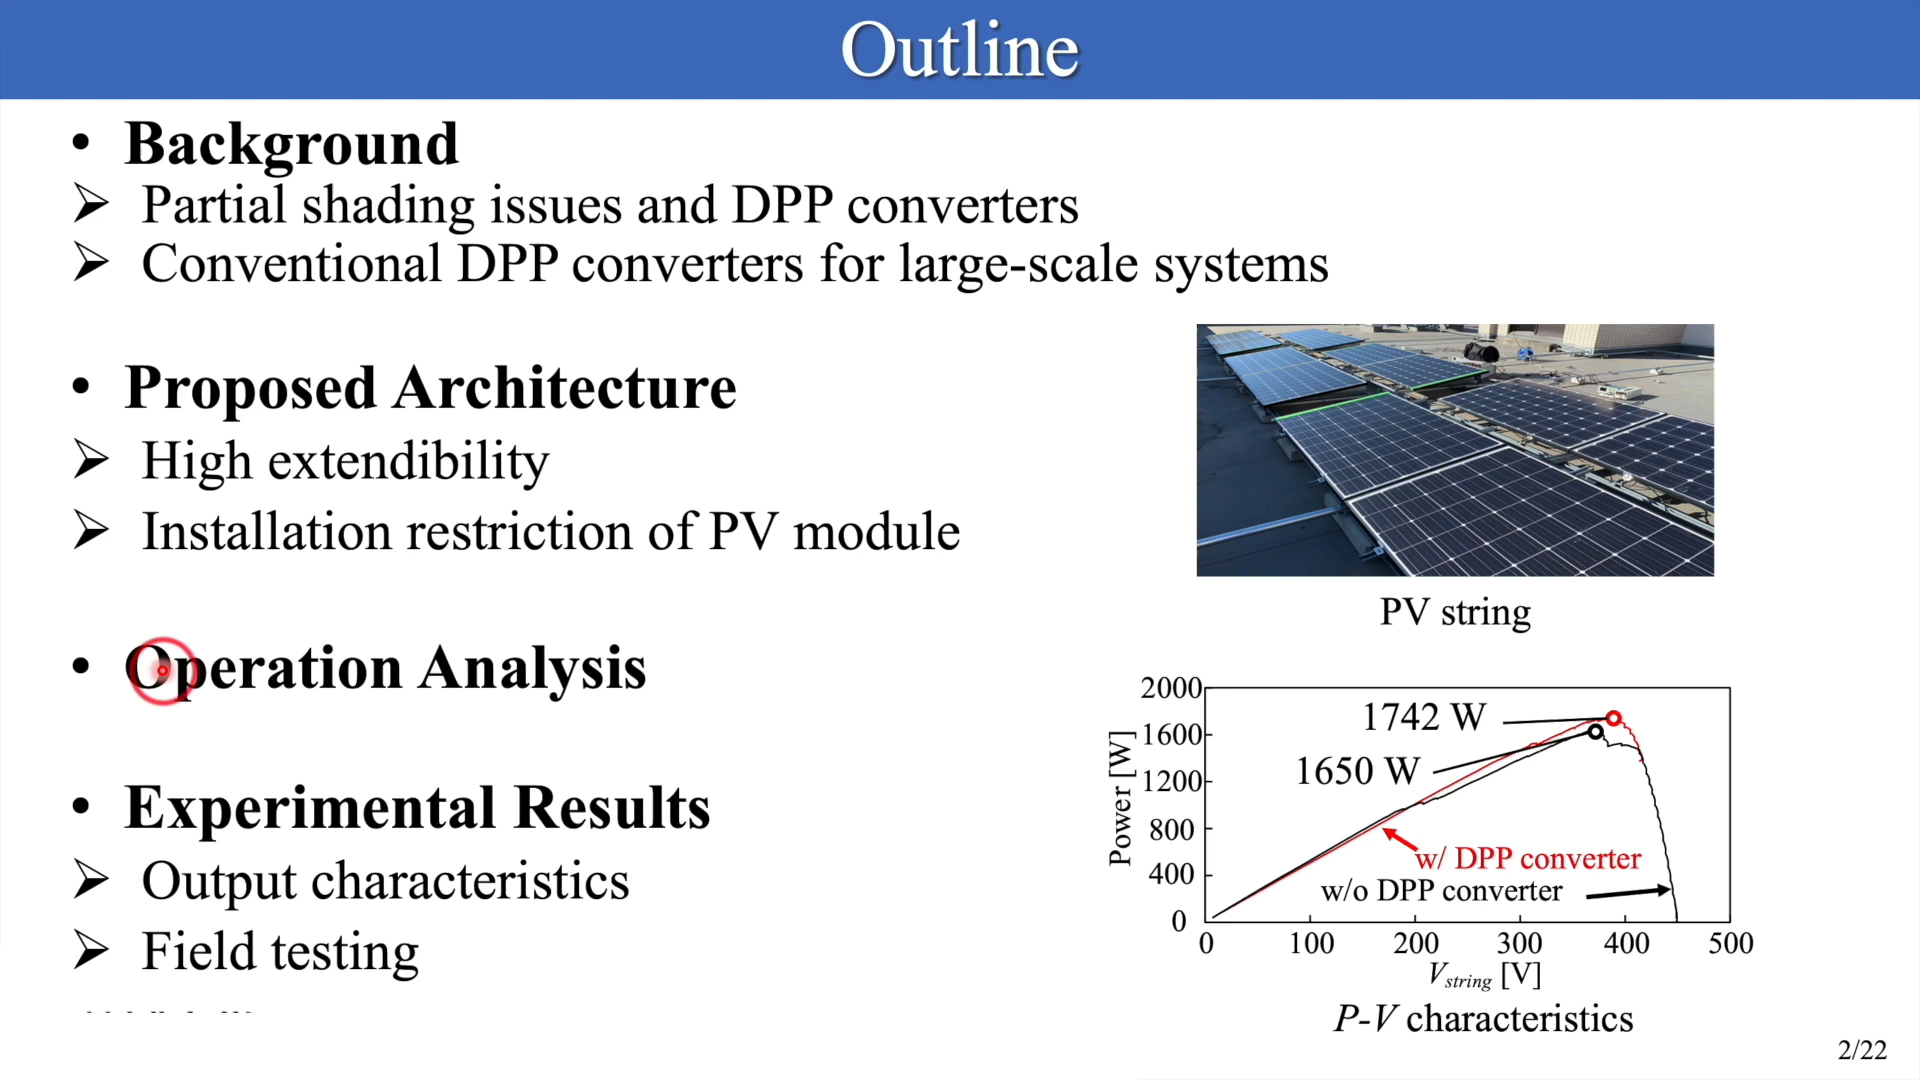 Outline
• Background
➢ Partial shading issues and DPP converters
➢ Conventional DPP converters for large-scale systems
• Proposed Architecture
➢ High extendibility
➢ Installation restriction of PV module
• Operation Analysis
• Experimental Results
➢ Output characteristics
➢ Field testing
PV string
2000
1600
1200
800
400
0
Power [W]
1742 W
1650 W
w/ DPP converter
w/o DPP converter
0 100 200 300 400 500
Vstring [V]
P-V characteristics
2/22